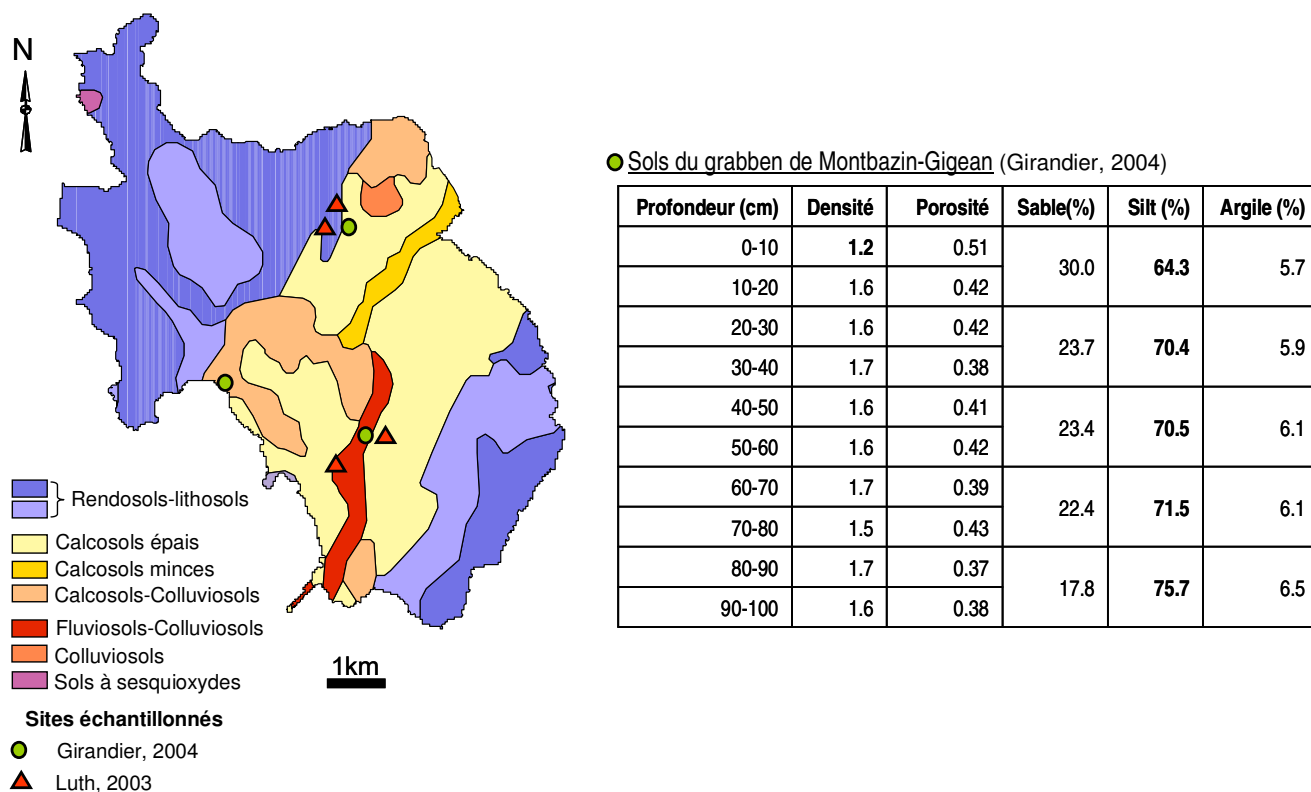 N
Rendosols-lithosols
Calcosols épais
Calcosols minces
Calcosols-Colluviosols
Fluviosols-Colluviosols
Colluviosols
Sols à sesquioxydes
1km
Sites échantillonnés
Girandier, 2004
Luth, 2003
Sols du grabben de Montbazin-Gigean (Girandier, 2004)
Profondeur (cm) Densité Porosité Sable(%) Silt (%) Argile (%)
0-10 1.2 0.51 30.0 64.3 5.7
10-20 1.6 0.42
20-30 1.6 0.42 23.7 70.4 5.9
30-40 1.7 0.38
40-50 1.6 0.41 23.4 70.5 6.1
50-60 1.6 0.42
60-70 1.7 0.39 22.4 71.5 6.1
70-80 1.5 0.43
80-90 1.7 0.37 17.8 75.7 6.5
90-100 1.6 0.38